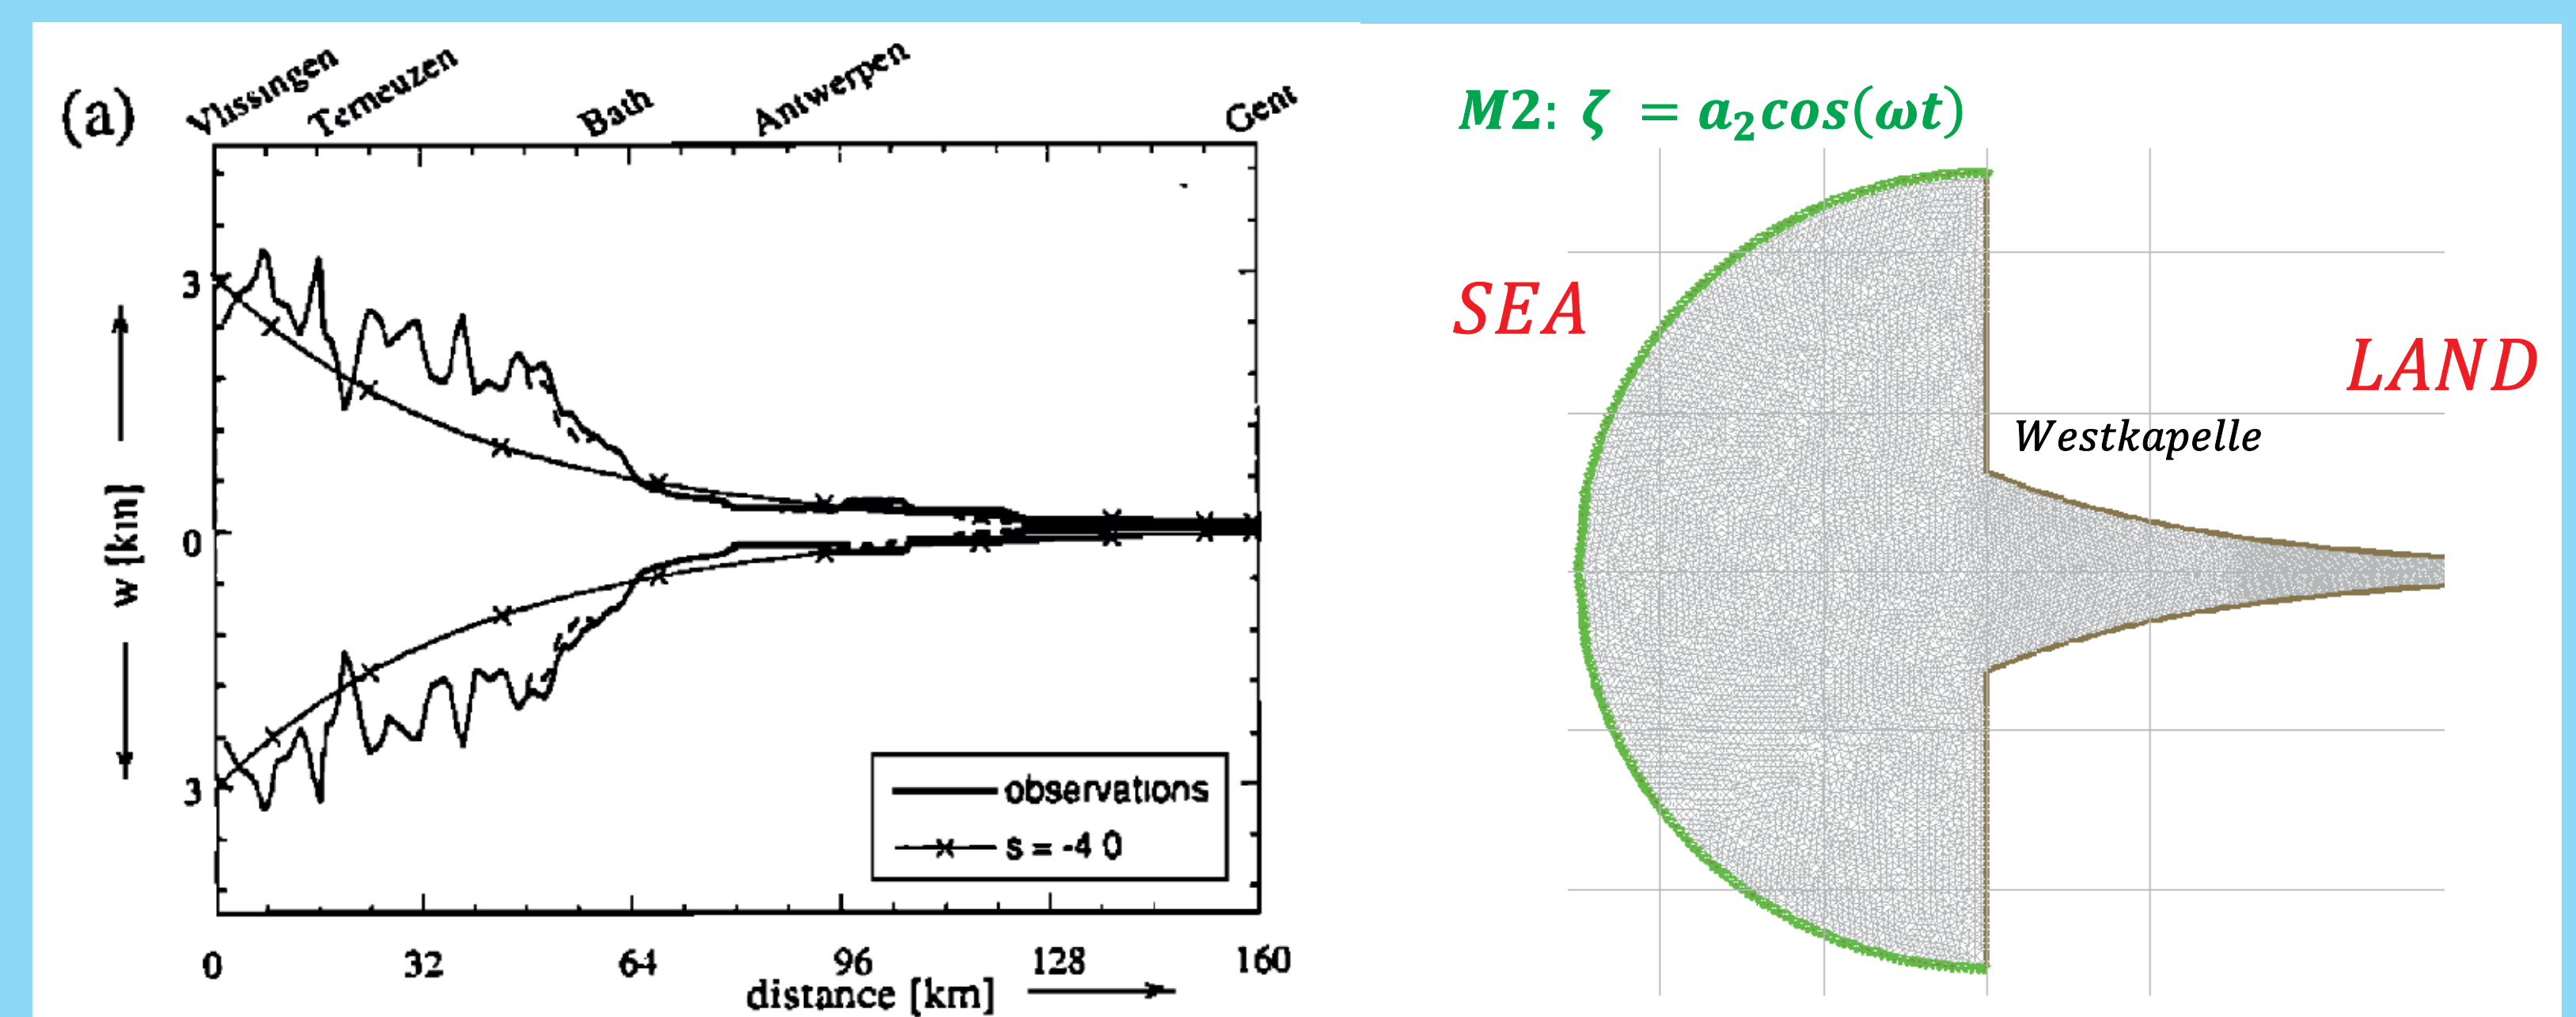 (a)
Vlissingen
Terneuzen
Bath
Antwerpen
Gent
3
0
3
w [km]
observations
s = -4 0
0 32 64 96 128 160
distance [km]
M2: ζ = a₂cos(ωt)
SEA
LAND
Westkapelle